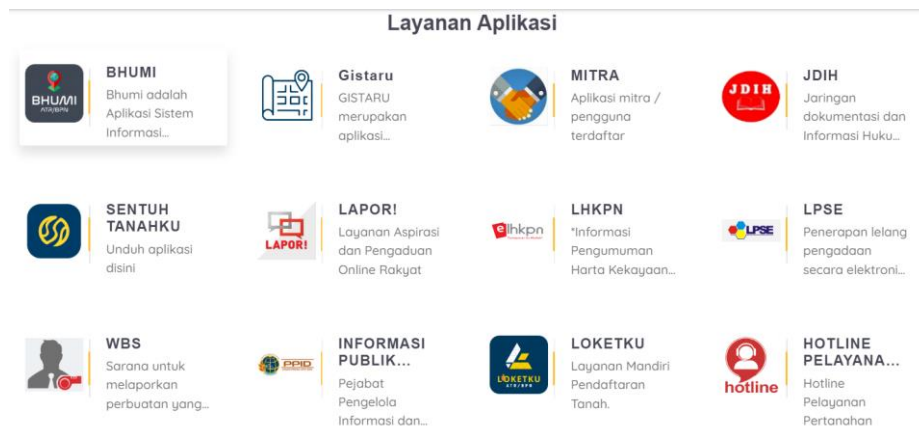 Layanan Aplikasi
BHUMI
ATR/BPN
BHUMI
Bhumi adalah
Aplikasi Sistem
Informasi...
Gistaru
GISTARU
merupakan
aplikasi...
MITRA
Aplikasi mitra /
pengguna
terdaftar
JDIH
JDIH
Jaringan
dokumentasi dan
Informasi Huku...
SENTUH
TANAHKU
Unduh aplikasi
disini
LAPOR!
LAPOR!
Layanan Aspirasi
dan Pengaduan
Online Rakyat
elhkpn
LHKPN
"Informasi
Pengumuman
Harta Kekayaan...
LPSE
LPSE
Penerapan lelang
pengadaan
secara elektroni...
WBS
Sarana untuk
melaporkan
perbuatan yang...
PPID
INFORMASI
PUBLIK...
Pejabat
Pengelola
Informasi dan...
LOKETKU
ATR/BPN
LOKETKU
Layanan Mandiri
Pendaftaran
Tanah.
hotline
HOTLINE
PELAYANA...
Hotline
Pelayanan
Pertanahan